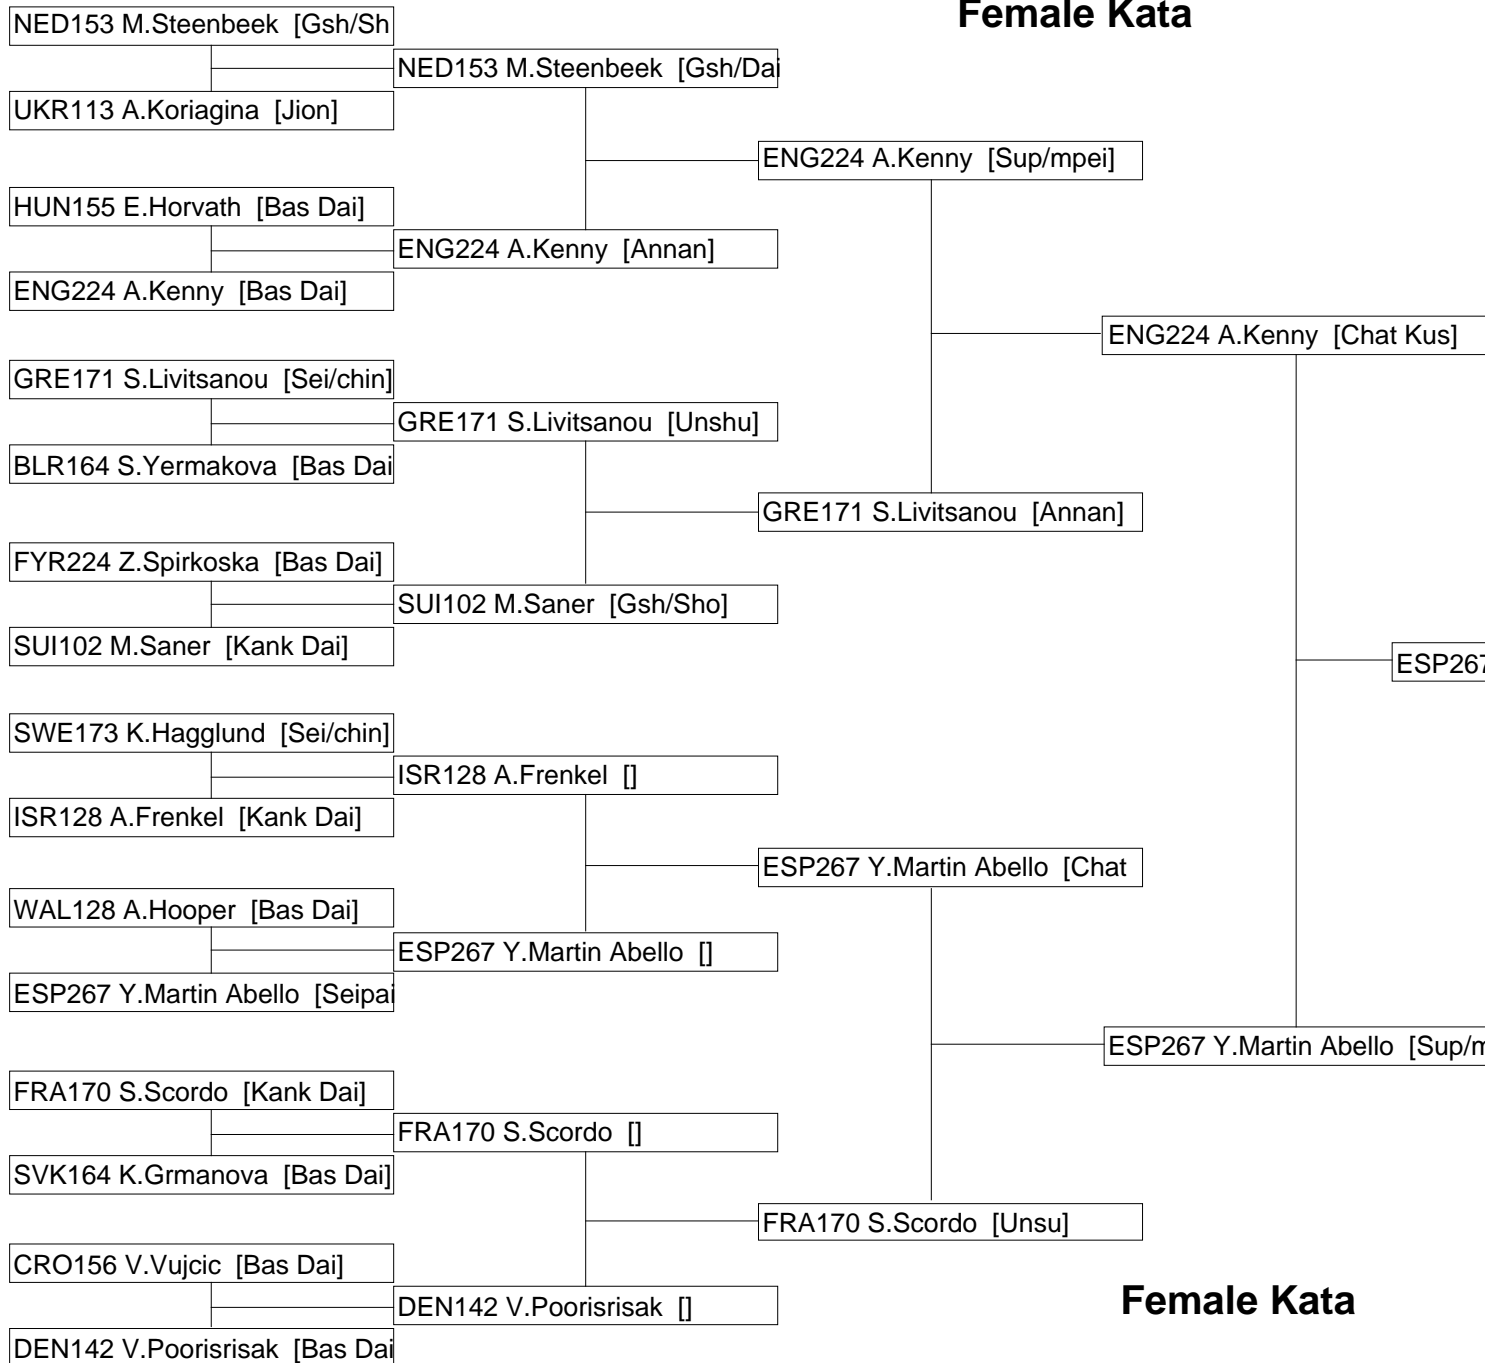 Female Kata
NED153 M.Steenbeek [Gsh/Sh
NED153 M.Steenbeek [Gsh/Dai
UKR113 A.Koriagina [Jion]
ENG224 A.Kenny [Sup/mpei]
HUN155 E.Horvath [Bas Dai]
ENG224 A.Kenny [Annan]
ENG224 A.Kenny [Bas Dai]
ENG224 A.Kenny [Chat Kus]
GRE171 S.Livitsanou [Sei/chin]
GRE171 S.Livitsanou [Unshu]
BLR164 S.Yermakova [Bas Dai
GRE171 S.Livitsanou [Annan]
FYR224 Z.Spirkoska [Bas Dai]
SUI102 M.Saner [Gsh/Sho]
SUI102 M.Saner [Kank Dai]
ESP267
SWE173 K.Hagglund [Sei/chin]
ISR128 A.Frenkel []
ISR128 A.Frenkel [Kank Dai]
ESP267 Y.Martin Abello [Chat
WAL128 A.Hooper [Bas Dai]
ESP267 Y.Martin Abello []
ESP267 Y.Martin Abello [Seipai
ESP267 Y.Martin Abello [Sup/m
FRA170 S.Scordo [Kank Dai]
FRA170 S.Scordo []
SVK164 K.Grmanova [Bas Dai]
FRA170 S.Scordo [Unsu]
CRO156 V.Vujcic [Bas Dai]
DEN142 V.Poorisrisak []
Female Kata
DEN142 V.Poorisrisak [Bas Dai